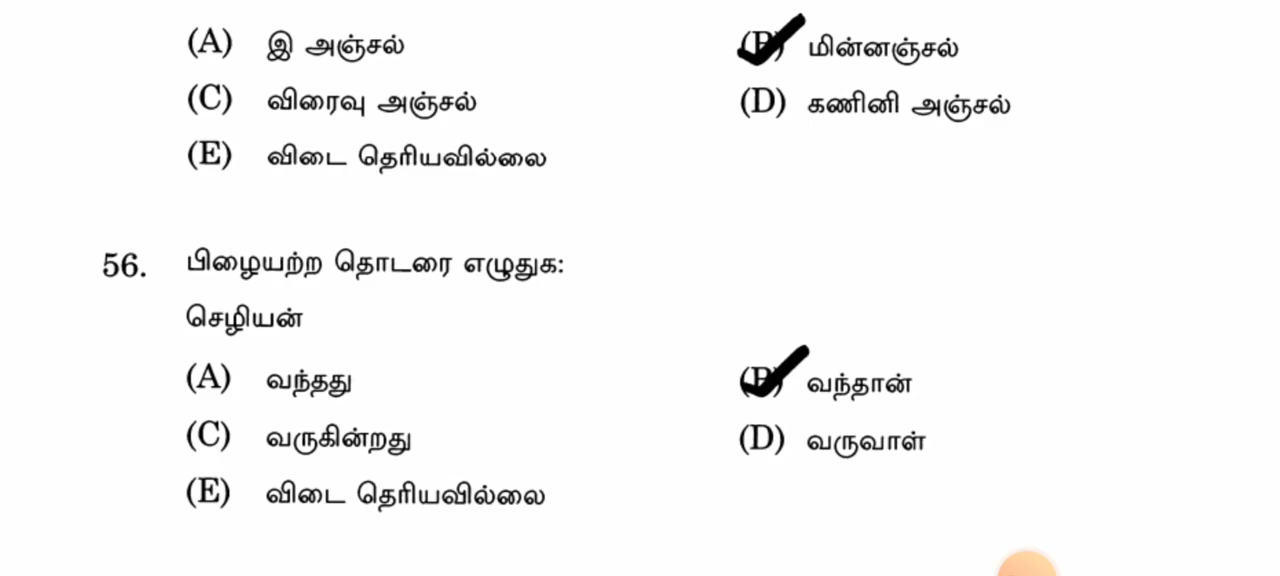 (A) இ அஞ்சல் (B) மின்னஞ்சல்
(C) விரைவு அஞ்சல் (D) கணினி அஞ்சல்
(E) விடை தெரியவில்லை
56. பிழையற்ற தொடரை எழுதுக:
செழியன்
(A) வந்தது (B) வந்தான்
(C) வருகின்றது (D) வருவாள்
(E) விடை தெரியவில்லை